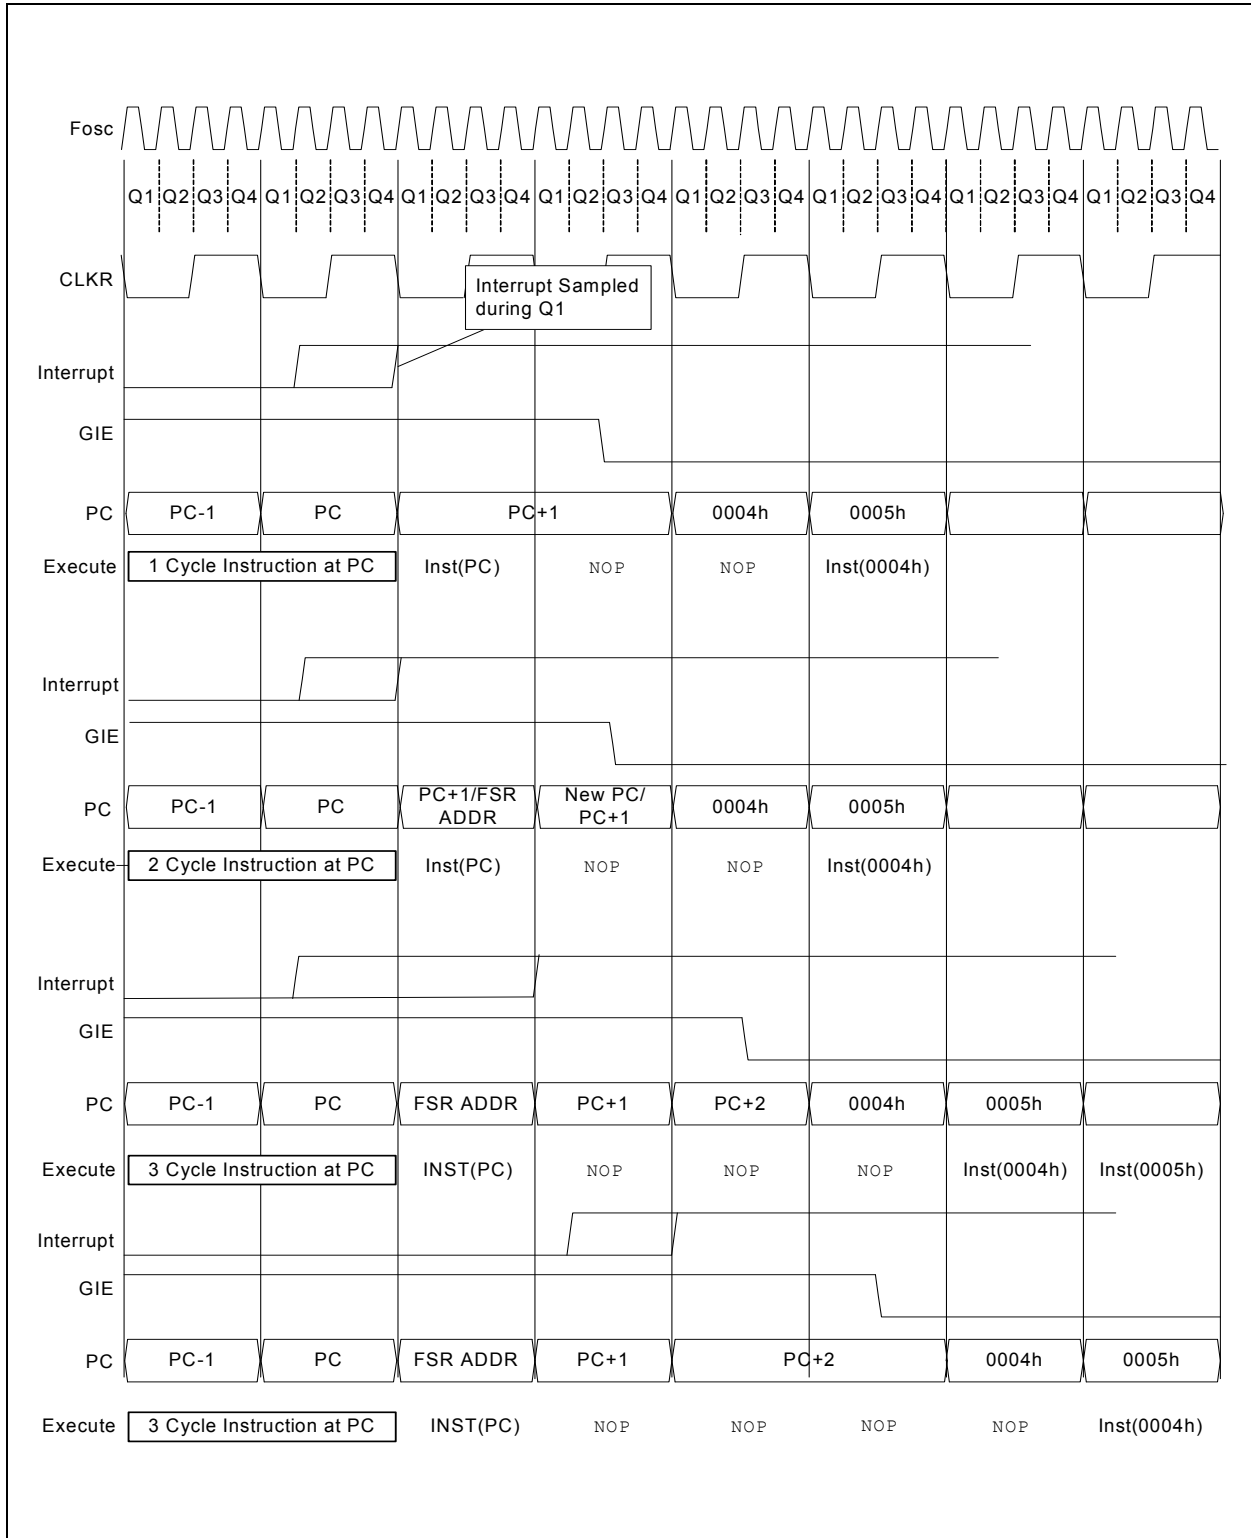 Fosc
Q1 Q2 Q3 Q4 Q1 Q2 Q3 Q4 Q1 Q2 Q3 Q4 Q1 Q2 Q3 Q4 Q1 Q2 Q3 Q4 Q1 Q2 Q3 Q4 Q1 Q2 Q3 Q4 Q1 Q2 Q3 Q4
CLKR
Interrupt Sampled
during Q1
Interrupt
GIE
PC PC-1 PC PC+1 0004h 0005h
Execute 1 Cycle Instruction at PC Inst(PC) NOP NOP Inst(0004h)
Interrupt
GIE
PC PC-1 PC PC+1/FSR ADDR New PC/ PC+1 0004h 0005h
Execute 2 Cycle Instruction at PC Inst(PC) NOP NOP Inst(0004h)
Interrupt
GIE
PC PC-1 PC FSR ADDR PC+1 PC+2 0004h 0005h
Execute 3 Cycle Instruction at PC INST(PC) NOP NOP NOP Inst(0004h) Inst(0005h)
Interrupt
GIE
PC PC-1 PC FSR ADDR PC+1 PC+2 0004h 0005h
Execute 3 Cycle Instruction at PC INST(PC) NOP NOP NOP NOP Inst(0004h)